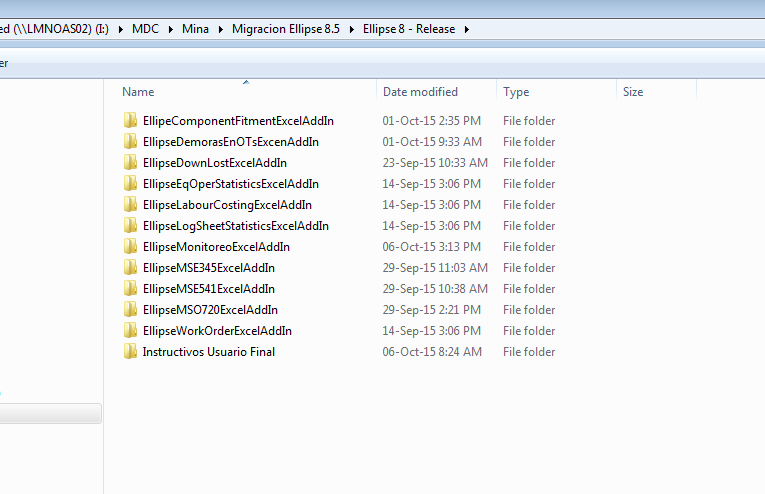 ed (\\LMNOAS02) (I:) ▸ MDC ▸ Mina ▸ Migracion Ellipse 8.5 ▸ Ellipse 8 - Release ▸
er
Name Date modified Type Size
EllipeComponentFitmentExcelAddIn 01-Oct-15 2:35 PM File folder
EllipseDemorasEnOTsExcenAddIn 01-Oct-15 9:33 AM File folder
EllipseDownLostExcelAddIn 23-Sep-15 10:33 AM File folder
EllipseEqOperStatisticsExcelAddIn 14-Sep-15 3:06 PM File folder
EllipseLabourCostingExcelAddIn 14-Sep-15 3:06 PM File folder
EllipseLogSheetStatisticsExcelAddIn 14-Sep-15 3:06 PM File folder
EllipseMonitoreoExcelAddIn 06-Oct-15 3:13 PM File folder
EllipseMSE345ExcelAddIn 29-Sep-15 11:03 AM File folder
EllipseMSE541ExcelAddIn 29-Sep-15 10:38 AM File folder
EllipseMSO720ExcelAddIn 29-Sep-15 2:21 PM File folder
EllipseWorkOrderExcelAddIn 14-Sep-15 3:06 PM File folder
Instructivos Usuario Final 06-Oct-15 8:24 AM File folder